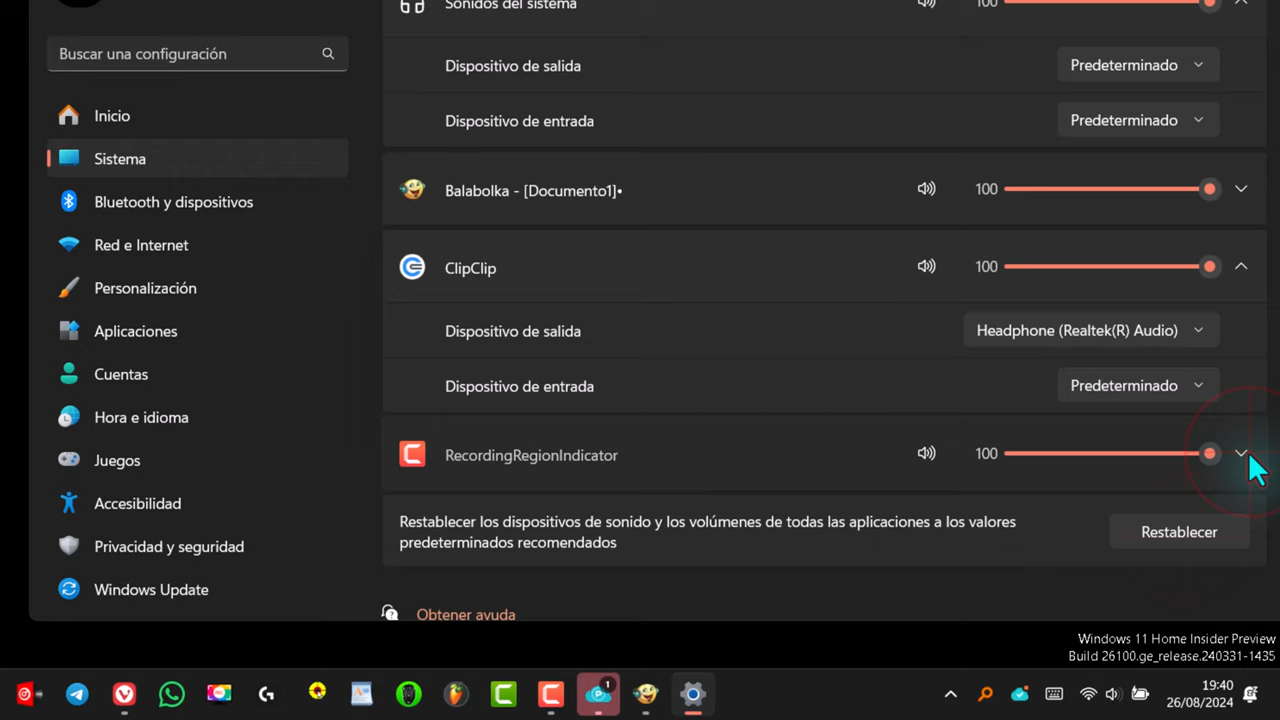 Sonidos del sistema
100
Buscar una configuración
Dispositivo de salida
Predeterminado
Inicio
Dispositivo de entrada
Predeterminado
Sistema
Balabolka - [Documento1]•
100
Bluetooth y dispositivos
Red e Internet
ClipClip
100
Personalización
Aplicaciones
Dispositivo de salida
Headphone (Realtek(R) Audio)
Cuentas
Dispositivo de entrada
Predeterminado
Hora e idioma
Juegos
RecordingRegionIndicator
100
Accesibilidad
Restablecer los dispositivos de sonido y los volúmenes de todas las aplicaciones a los valores
predeterminados recomendados
Restablecer
Privacidad y seguridad
Windows Update
Obtener ayuda
Windows 11 Home Insider Preview
Build 26100.ge_release.240331-1435
1
19:40
26/08/2024